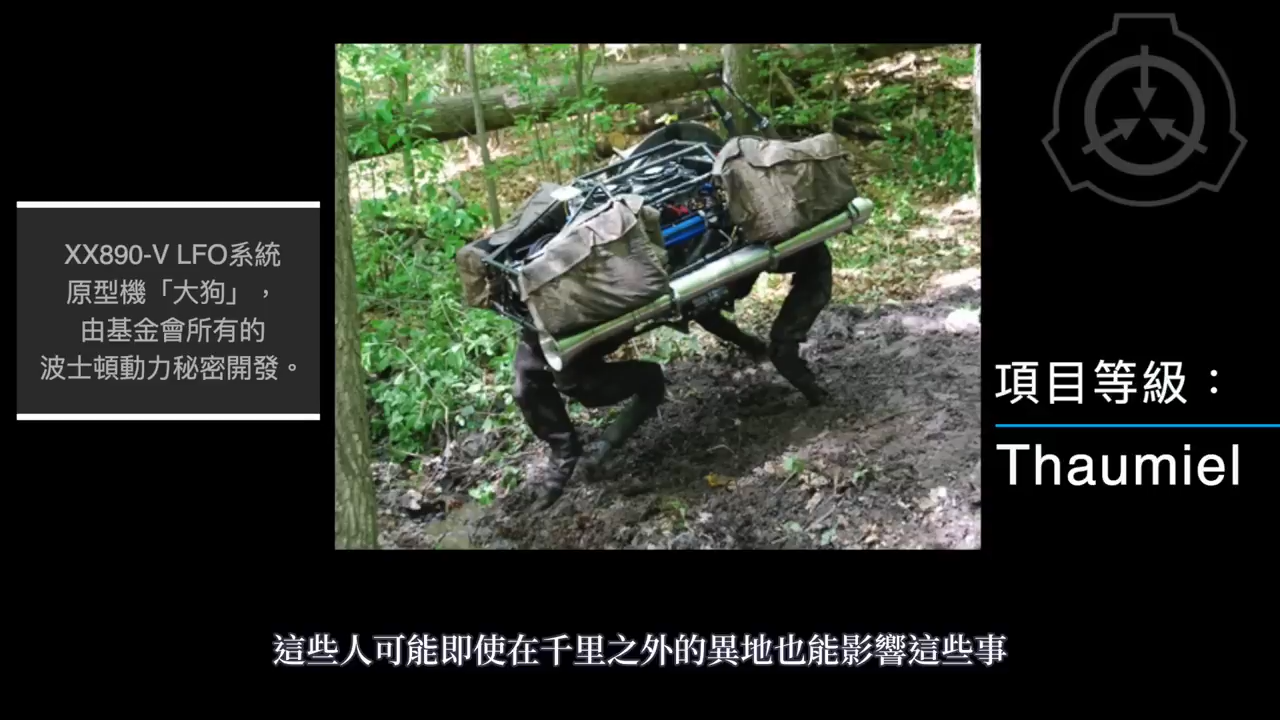 XX890-V LFO系統
原型機「大狗」，
由基金會所有的
波士頓動力秘密開發。
項目等級：
Thaumiel
這些人可能即使在千里之外的異地也能影響這些事